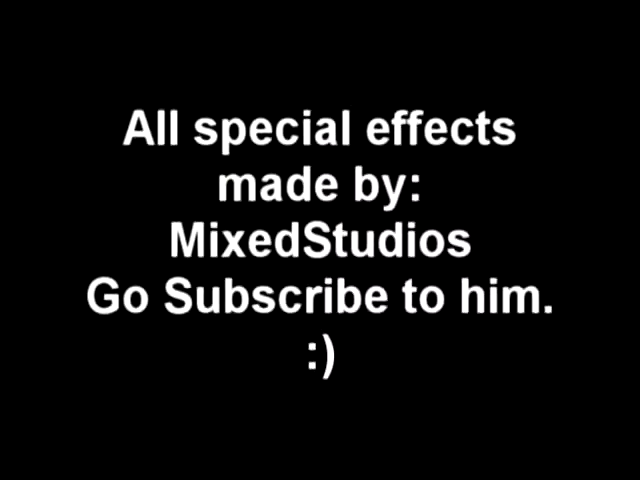 All special effects
made by:
MixedStudios
Go Subscribe to him.
:)